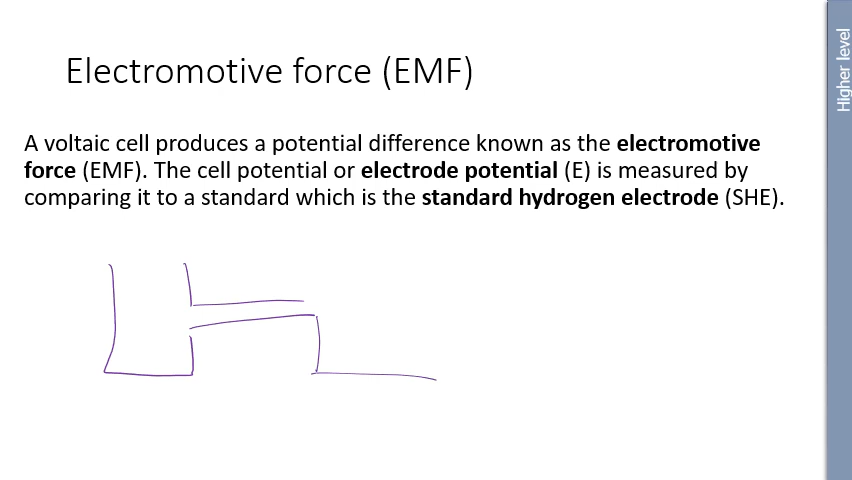 Electromotive force (EMF)
A voltaic cell produces a potential difference known as the electromotive
force (EMF). The cell potential or electrode potential (E) is measured by
comparing it to a standard which is the standard hydrogen electrode (SHE).
Higher level